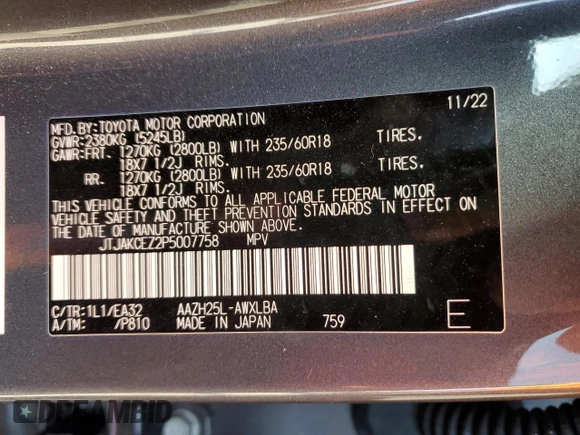 MFD.BY:TOYOTA MOTOR CORPORATION 11/22
GVWR:2380KG (5245LB)
GAWR:FRT. 1270KG (2800LB) WITH 235/60R18 TIRES.
18X7 1/2J RIMS.
RR. 1270KG (2800LB) WITH 235/60R18 TIRES.
18X7 1/2J RIMS.
THIS VEHICLE CONFORMS TO ALL APPLICABLE FEDERAL MOTOR
VEHICLE SAFETY AND THEFT PREVENTION STANDARDS IN EFFECT ON
THE DATE OF MANUFACTURE SHOWN ABOVE.
JTJAKCEZ2P5007758 MPV
C/TR:1L1/EA32 AAZH25L-AWXLBA
A/TM: /P810 MADE IN JAPAN 759 E
DREAMBID